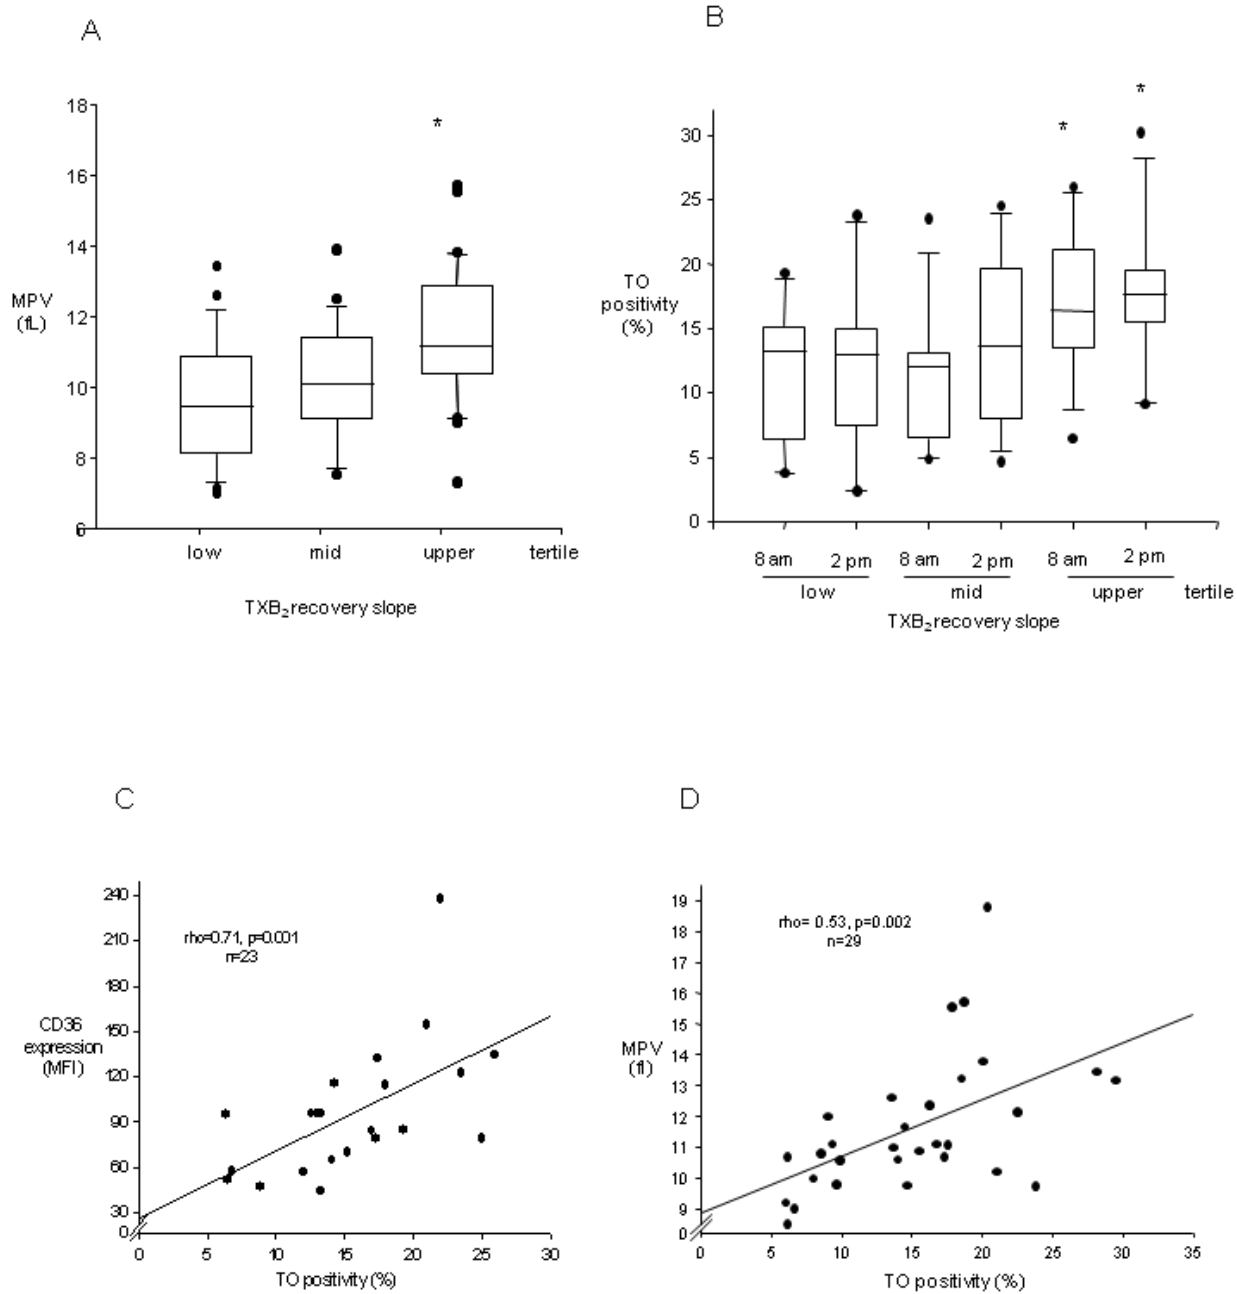 A
18
16
14
12
10
8
6
MPV
(fL)
*
low mid upper tertile
TXB₂ recovery slope
B
30
25
20
15
10
5
0
TO
positivity
(%)
*
*
8 am 2 pm 8 am 2 pm 8 am 2 pm
low mid upper tertile
TXB₂ recovery slope
C
240
210
180
150
120
90
60
30
0
CD36
expression
(MFI)
rho=0.71, p=0.001
n=23
0 5 10 15 20 25 30
TO positivity (%)
D
19
18
17
16
15
14
13
12
11
10
9
0
MPV
(fl)
rho= 0.53, p=0.002
n=29
0 5 10 15 20 25 30 35
TO positivity (%)